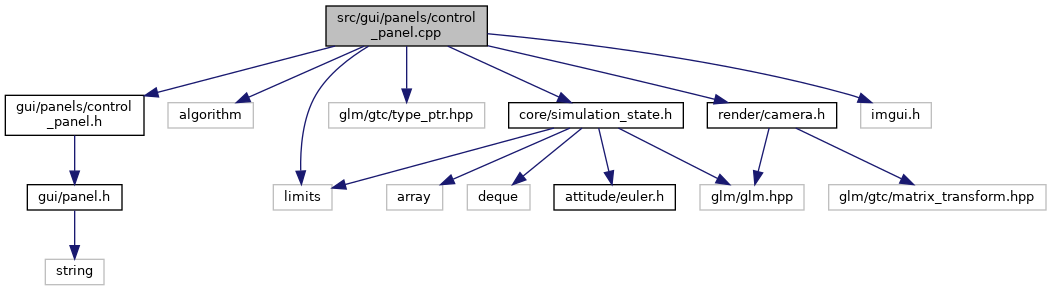 src/gui/panels/control
_panel.cpp
gui/panels/control
_panel.h
algorithm
glm/gtc/type_ptr.hpp
core/simulation_state.h
render/camera.h
imgui.h
gui/panel.h
limits
array
deque
attitude/euler.h
glm/glm.hpp
glm/gtc/matrix_transform.hpp
string